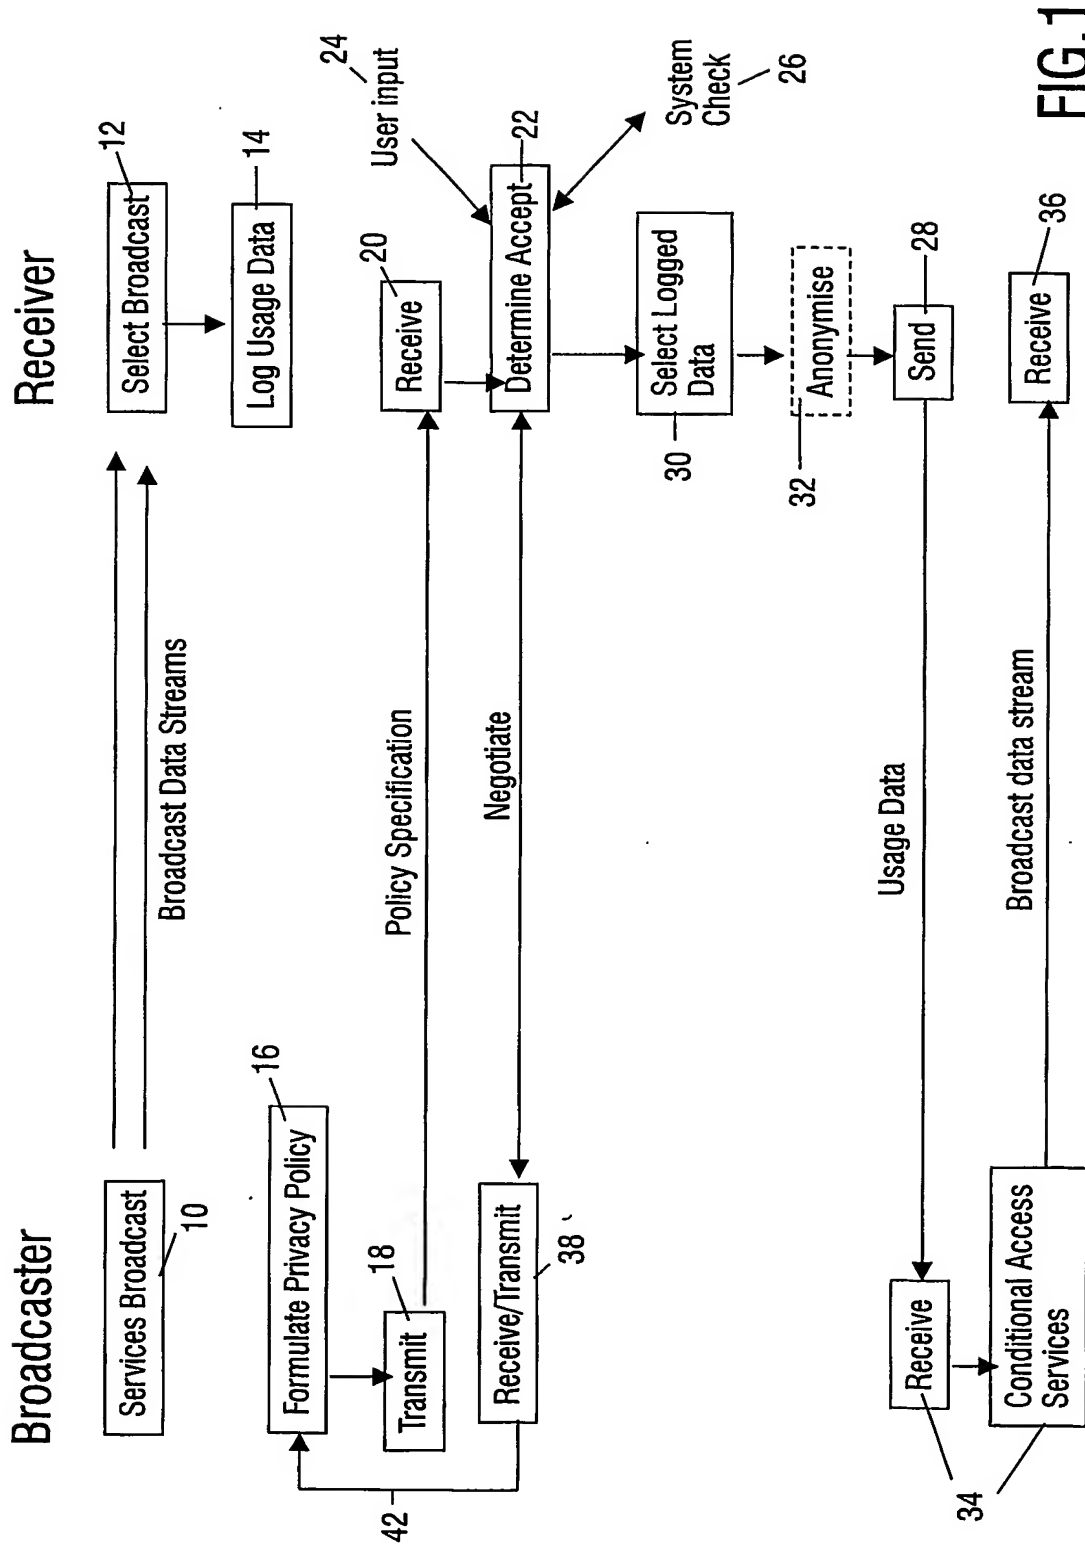 Broadcaster
Receiver
Services Broadcast
10
Broadcast Data Streams
Select Broadcast
12
Log Usage Data
14
Formulate Privacy Policy
16
Transmit
18
Policy Specification
Receive
20
User input
24
Receive/Transmit
38
42
Negotiate
Determine Accept
22
System
Check
26
Select Logged
Data
30
Anonymise
32
Send
28
Usage Data
Receive
Conditional Access
Services
34
Broadcast data stream
Receive
36
FIG.1